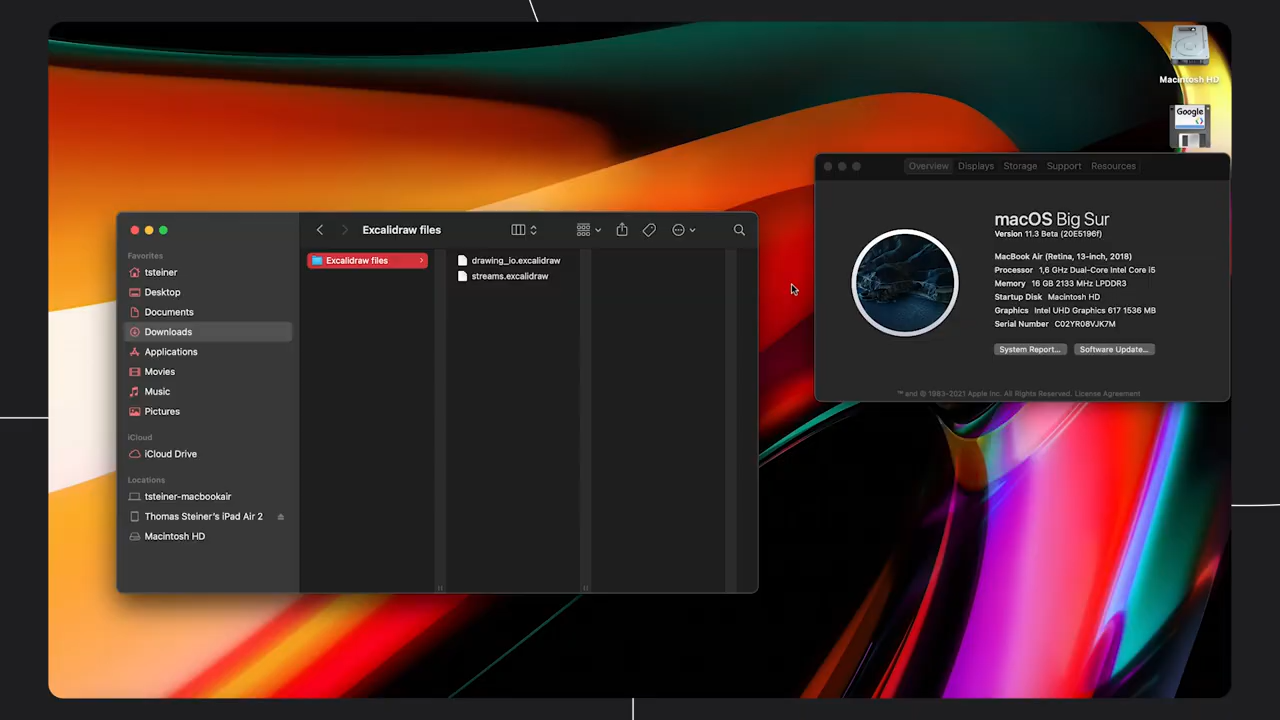 Macintosh HD
Google
Overview Displays Storage Support Resources
macOS Big Sur
Version 11.3 Beta (20E5196f)
MacBook Air (Retina, 13-inch, 2018)
Processor 1,6 GHz Dual-Core Intel Core i5
Memory 16 GB 2133 MHz LPDDR3
Startup Disk Macintosh HD
Graphics Intel UHD Graphics 617 1536 MB
Serial Number C02YR08VJK7M
System Report... Software Update...
™ and © 1983-2021 Apple Inc. All Rights Reserved. License Agreement
Excalidraw files
Favorites
tsteiner
Desktop
Documents
Downloads
Applications
Movies
Music
Pictures
iCloud
iCloud Drive
Locations
tsteiner-macbookair
Thomas Steiner's iPad Air 2
Macintosh HD
Excalidraw files
drawing_io.excalidraw
streams.excalidraw